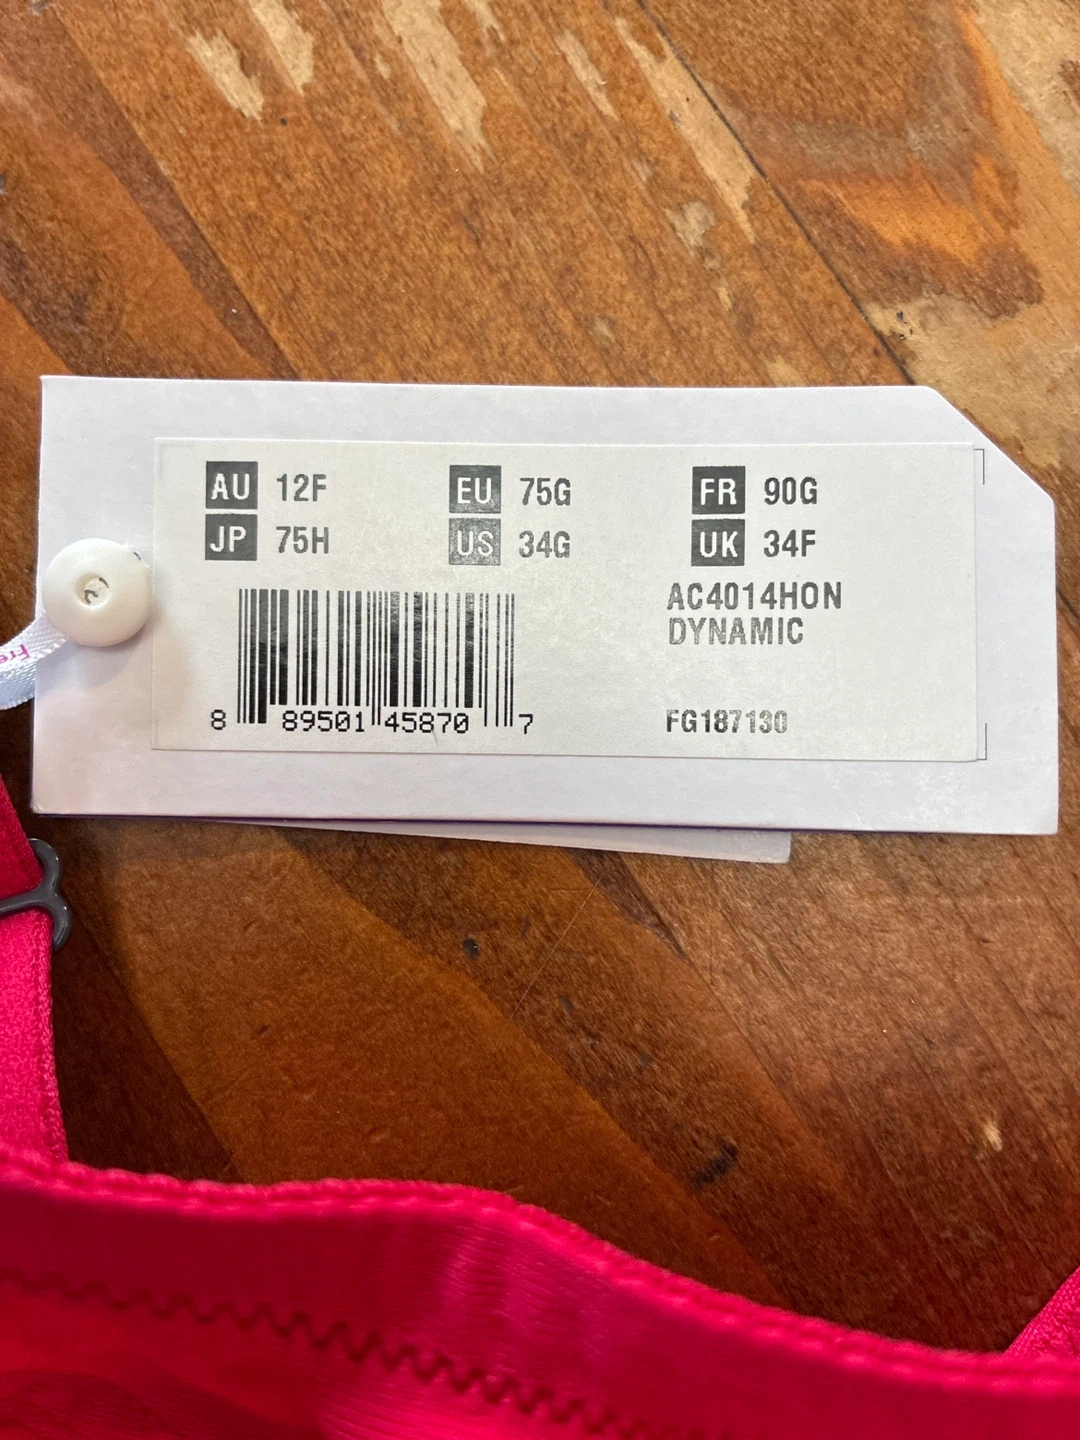 AU 12F EU 75G FR 90G
JP 75H US 34G UK 34F
AC4014HON
DYNAMIC
8 89501 45870 7
FG187130
Fre